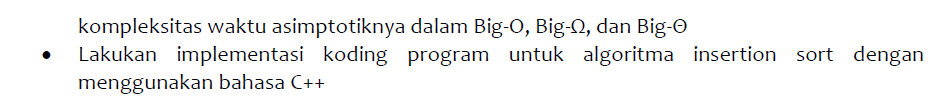 kompleksitas waktu asimptotiknya dalam Big-O, Big-Ω, dan Big-Θ
• Lakukan implementasi koding program untuk algoritma insertion sort dengan
menggunakan bahasa C++